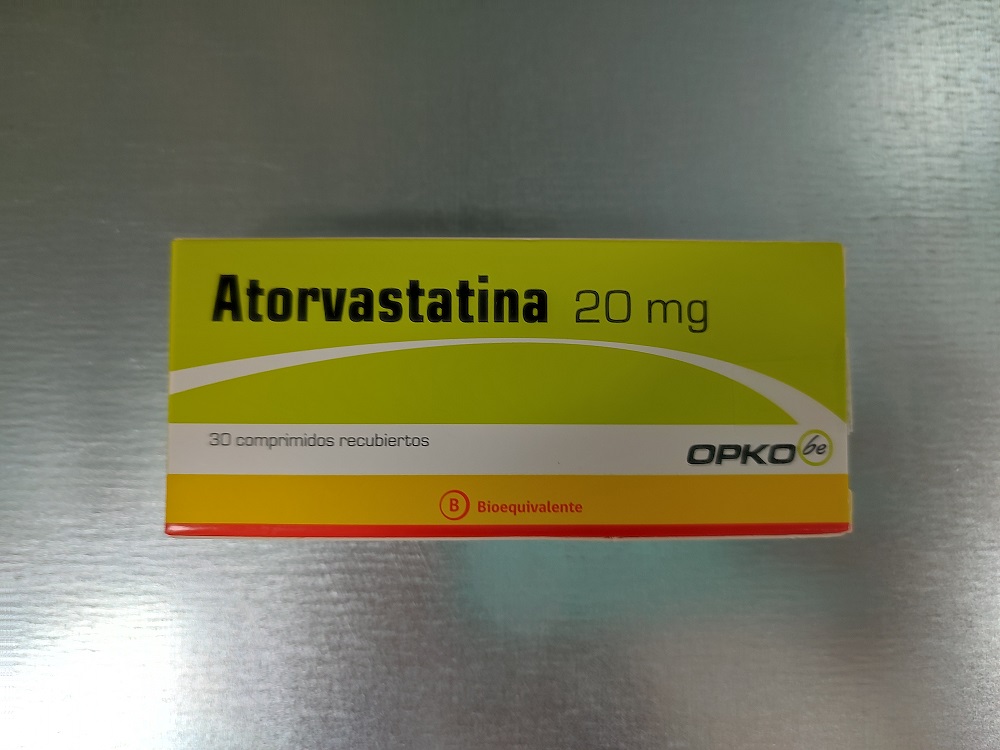 Atorvastatina 20 mg
30 comprimidos recubiertos
OPKO be
B Bioequivalente